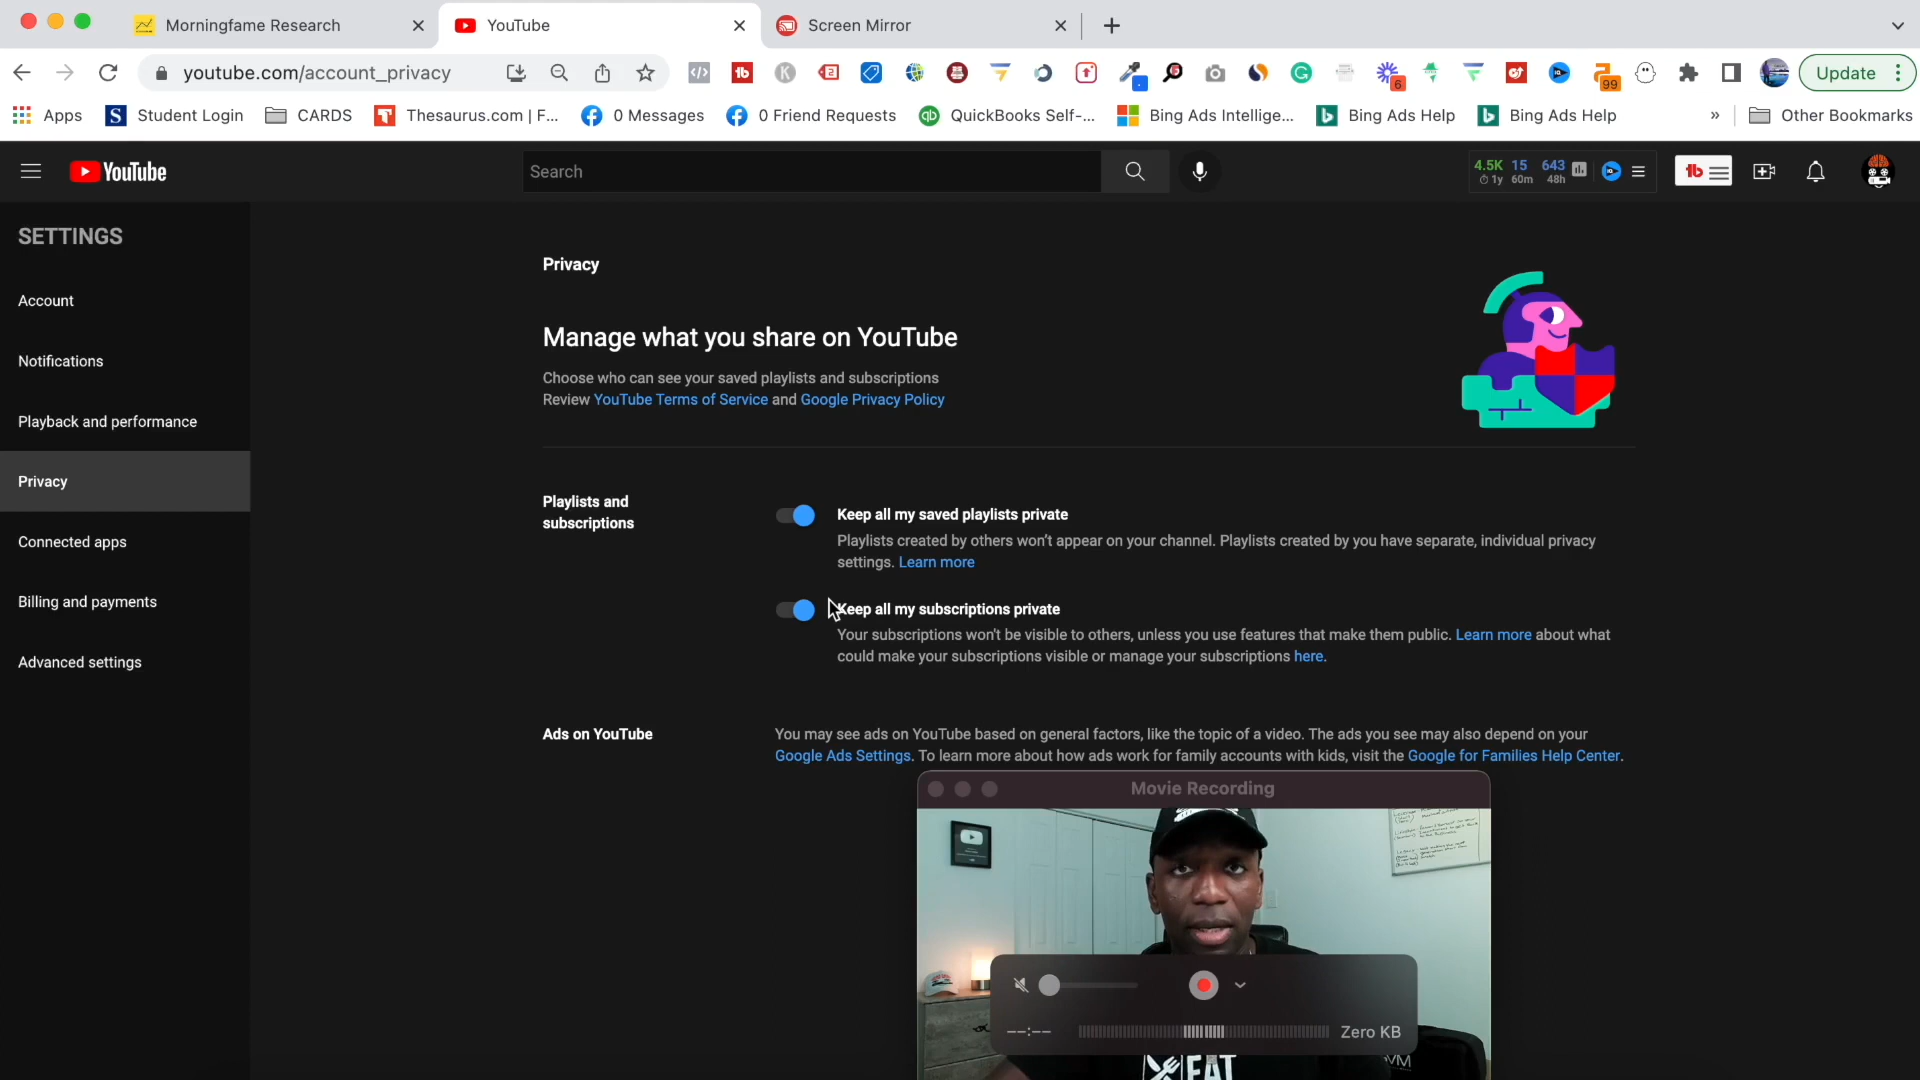 Morningfame Research
YouTube
Screen Mirror
youtube.com/account_privacy
6
99
Update
Apps
Student Login
CARDS
Thesaurus.com | F...
0 Messages
0 Friend Requests
QuickBooks Self-...
Bing Ads Intellige...
Bing Ads Help
Bing Ads Help
»
Other Bookmarks
YouTube
Search
4.5K 15 643
1y 60m 48h
SETTINGS
Account
Notifications
Playback and performance
Privacy
Connected apps
Billing and payments
Advanced settings
Privacy
Manage what you share on YouTube
Choose who can see your saved playlists and subscriptions
Review YouTube Terms of Service and Google Privacy Policy
Playlists and
subscriptions
Keep all my saved playlists private
Playlists created by others won't appear on your channel. Playlists created by you have separate, individual privacy
settings. Learn more
Keep all my subscriptions private
Your subscriptions won't be visible to others, unless you use features that make them public. Learn more about what
could make your subscriptions visible or manage your subscriptions here.
Ads on YouTube
You may see ads on YouTube based on general factors, like the topic of a video. The ads you see may also depend on your
Google Ads Settings. To learn more about how ads work for family accounts with kids, visit the Google for Families Help Center.
Movie Recording
--:--
Zero KB
EAT